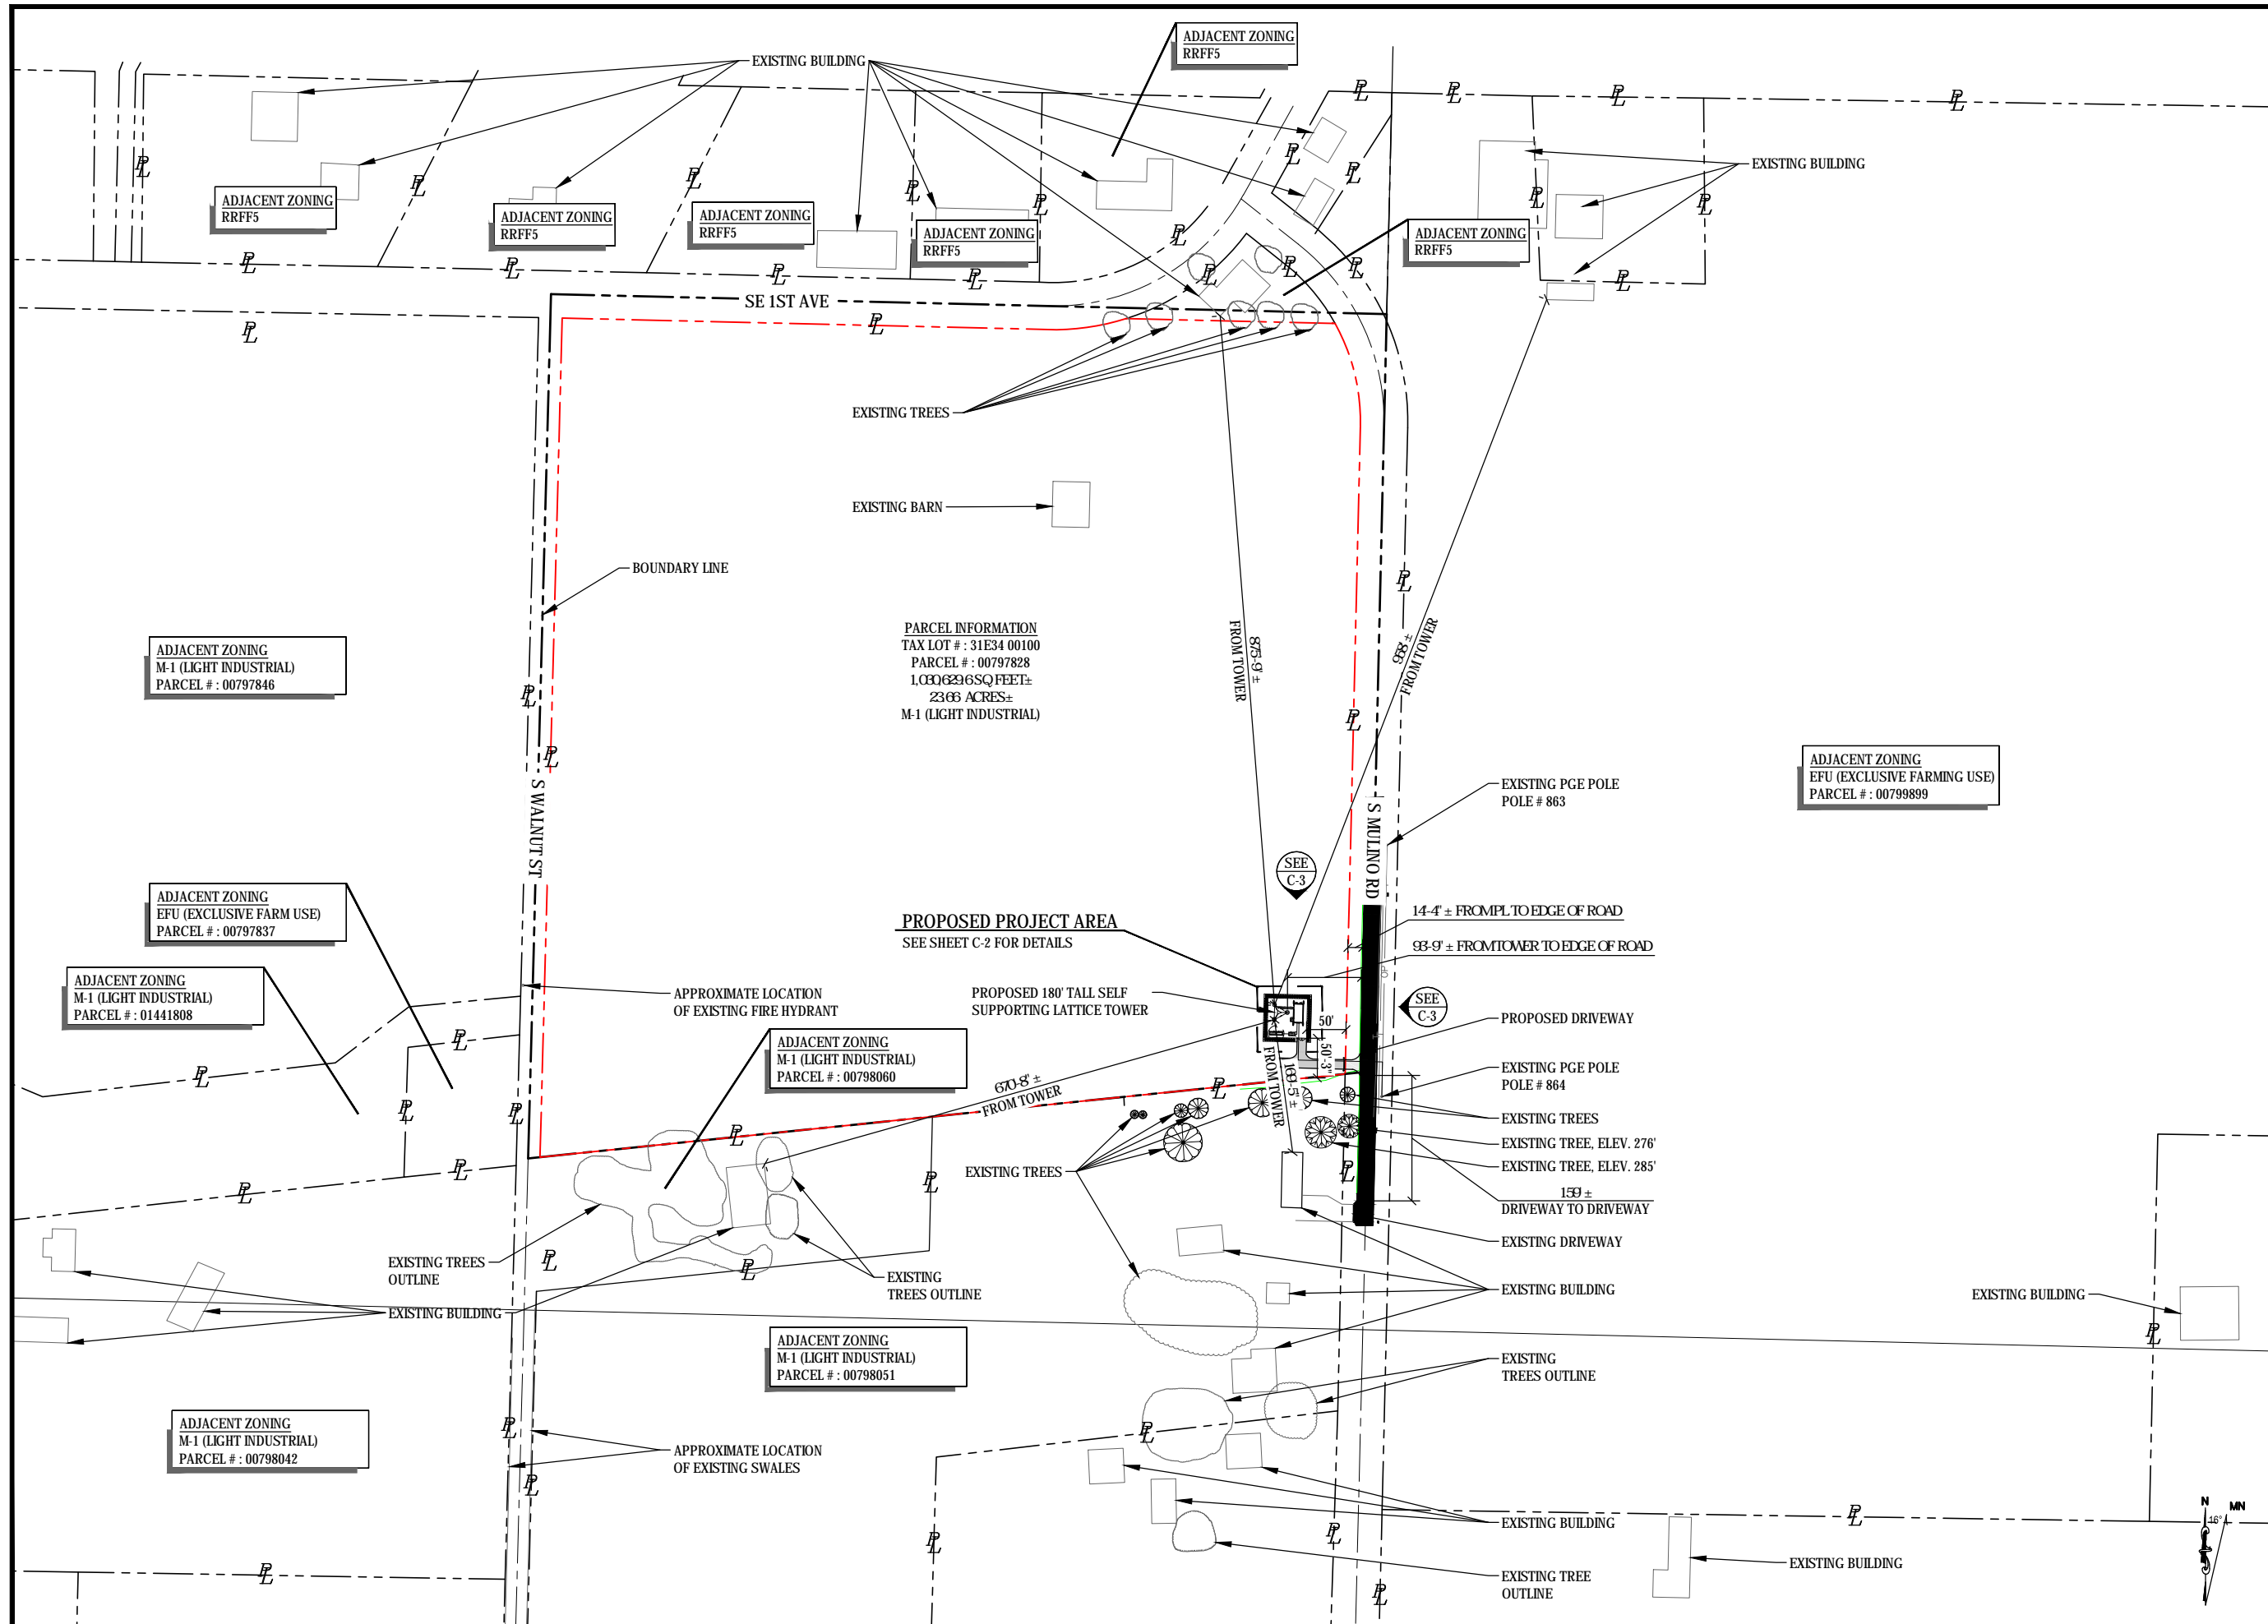 ADJACENT ZONING
RRFF5
EXISTING BUILDING
EXISTING BUILDING
ADJACENT ZONING
RRFF5
ADJACENT ZONING
RRFF5
ADJACENT ZONING
RRFF5
ADJACENT ZONING
RRFF5
ADJACENT ZONING
RRFF5
SE 1ST AVE
EXISTING TREES
EXISTING BARN
BOUNDARY LINE
PARCEL INFORMATION
TAX LOT # : 31E34 00100
PARCEL # : 00797828
1,030,629.6 SQ FEET±
23.66 ACRES±
M-1 (LIGHT INDUSTRIAL)
875'-9" ±
FROM TOWER
958' ±
FROM TOWER
ADJACENT ZONING
M-1 (LIGHT INDUSTRIAL)
PARCEL # : 00797846
ADJACENT ZONING
EFU (EXCLUSIVE FARMING USE)
PARCEL # : 00799899
S WALNUT ST
S MULINO RD
EXISTING PGE POLE
POLE # 863
SEE
C-3
ADJACENT ZONING
EFU (EXCLUSIVE FARM USE)
PARCEL # : 00797837
PROPOSED PROJECT AREA
SEE SHEET C-2 FOR DETAILS
14'-4" ± FROM PL TO EDGE OF ROAD
93'-9" ± FROM TOWER TO EDGE OF ROAD
ADJACENT ZONING
M-1 (LIGHT INDUSTRIAL)
PARCEL # : 01441808
APPROXIMATE LOCATION
OF EXISTING FIRE HYDRANT
PROPOSED 180' TALL SELF
SUPPORTING LATTICE TOWER
SEE
C-3
50'
50'-3"
PROPOSED DRIVEWAY
ADJACENT ZONING
M-1 (LIGHT INDUSTRIAL)
PARCEL # : 00798060
670'-8" ±
FROM TOWER
169'-5" ±
FROM TOWER
EXISTING PGE POLE
POLE # 864
EXISTING TREES
EXISTING TREE, ELEV. 276'
EXISTING TREE, ELEV. 285'
EXISTING TREES
159' ±
DRIVEWAY TO DRIVEWAY
EXISTING DRIVEWAY
EXISTING TREES
OUTLINE
EXISTING
TREES OUTLINE
EXISTING BUILDING
EXISTING BUILDING
EXISTING BUILDING
ADJACENT ZONING
M-1 (LIGHT INDUSTRIAL)
PARCEL # : 00798051
EXISTING
TREES OUTLINE
ADJACENT ZONING
M-1 (LIGHT INDUSTRIAL)
PARCEL # : 00798042
APPROXIMATE LOCATION
OF EXISTING SWALES
EXISTING BUILDING
EXISTING BUILDING
EXISTING TREE
OUTLINE
N
MN
16°